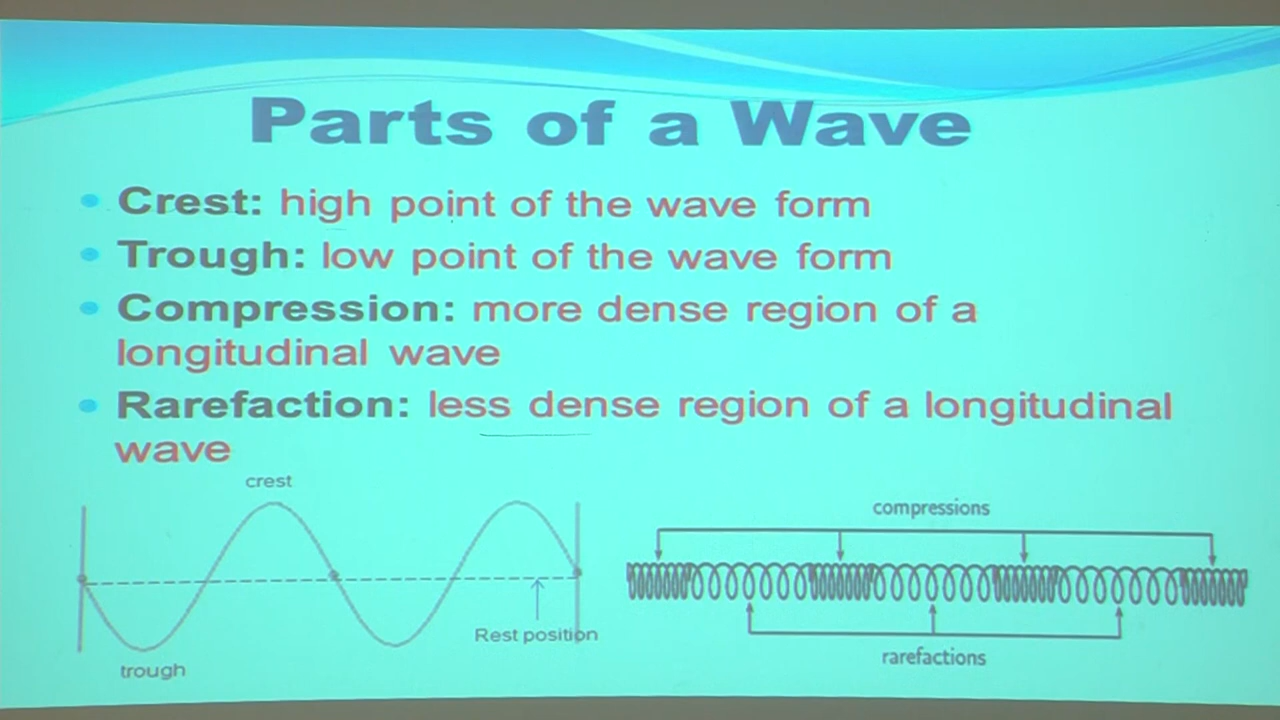 Parts of a Wave
• Crest: high point of the wave form
• Trough: low point of the wave form
• Compression: more dense region of a
longitudinal wave
• Rarefaction: less dense region of a longitudinal
wave
crest
trough
Rest position
compressions
rarefactions